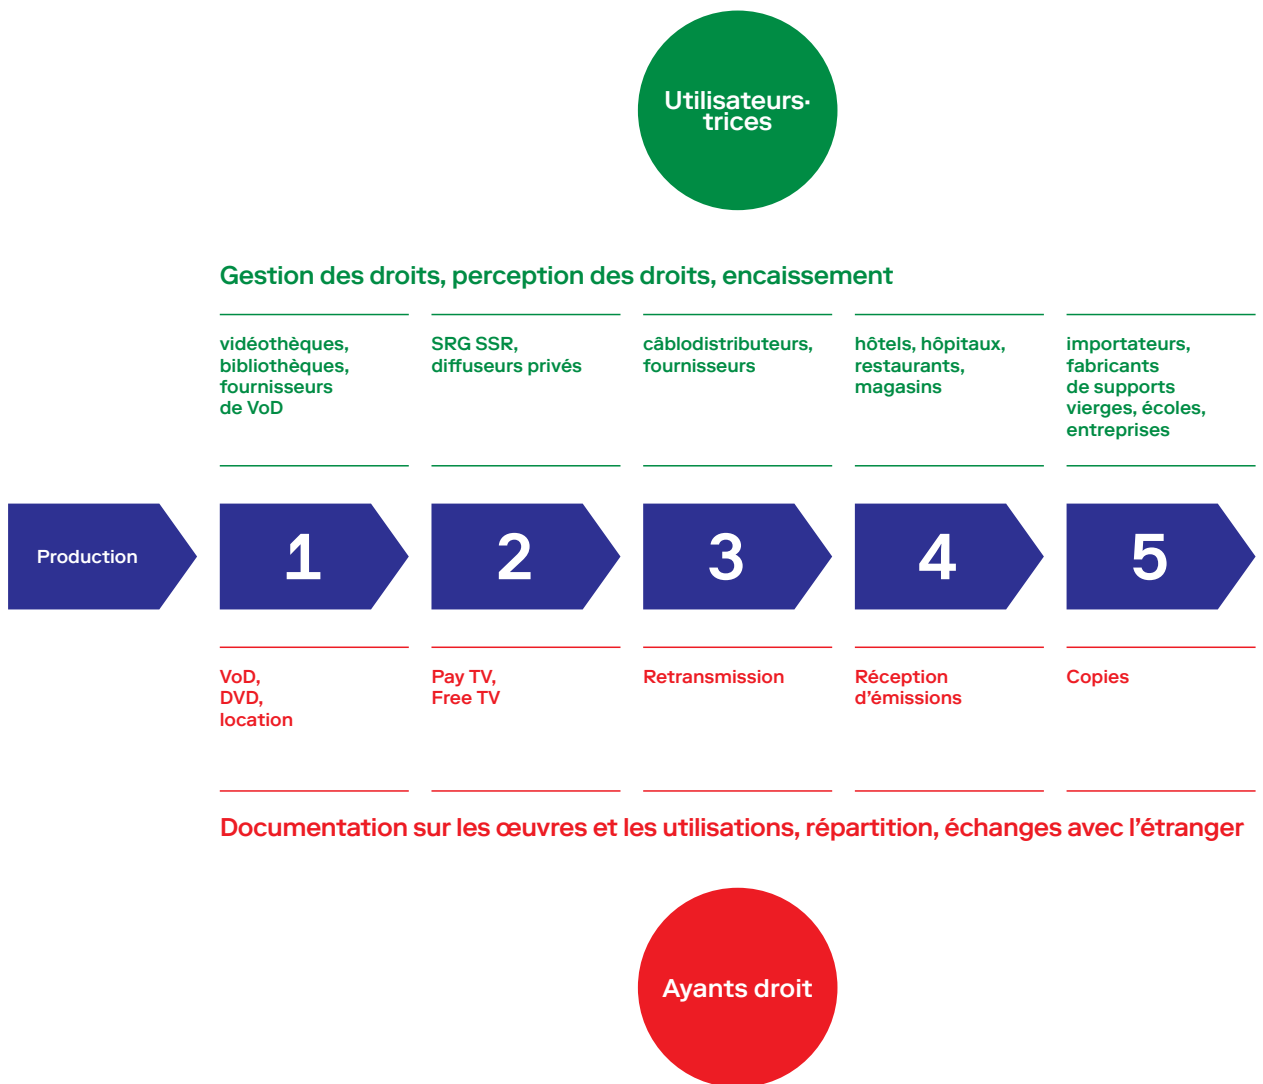 Utilisateurs·
trices
Gestion des droits, perception des droits, encaissement
vidéothèques,
bibliothèques,
fournisseurs
de VoD
SRG SSR,
diffuseurs privés
câblodistributeurs,
fournisseurs
hôtels, hôpitaux,
restaurants,
magasins
importateurs,
fabricants
de supports
vierges, écoles,
entreprises
Production
1
2
3
4
5
VoD,
DVD,
location
Pay TV,
Free TV
Retransmission
Réception
d’émissions
Copies
Documentation sur les œuvres et les utilisations, répartition, échanges avec l’étranger
Ayants droit